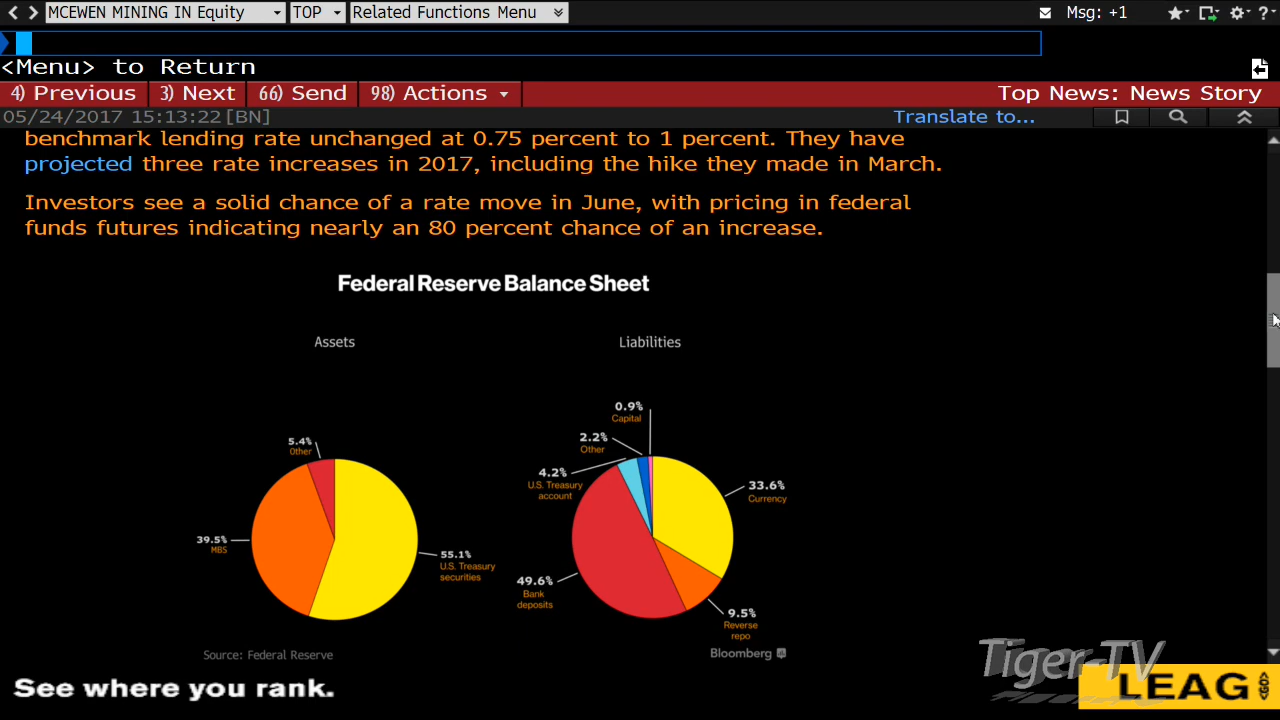 MCEWEN MINING IN Equity TOP Related Functions Menu Msg: +1
<Menu> to Return
4) Previous 3) Next 66) Send 98) Actions Top News: News Story
05/24/2017 15:13:22 [BN] Translate to...
benchmark lending rate unchanged at 0.75 percent to 1 percent. They have
projected three rate increases in 2017, including the hike they made in March.
Investors see a solid chance of a rate move in June, with pricing in federal
funds futures indicating nearly an 80 percent chance of an increase.
Federal Reserve Balance Sheet
Assets
5.4%
Other
39.5%
MBS
55.1%
U.S. Treasury
securities
Liabilities
0.9%
Capital
2.2%
Other
4.2%
U.S. Treasury
account
33.6%
Currency
49.6%
Bank
deposits
9.5%
Reverse
repo
Source: Federal Reserve
Bloomberg
Tiger-TV
See where you rank.
LEAG
<GO>